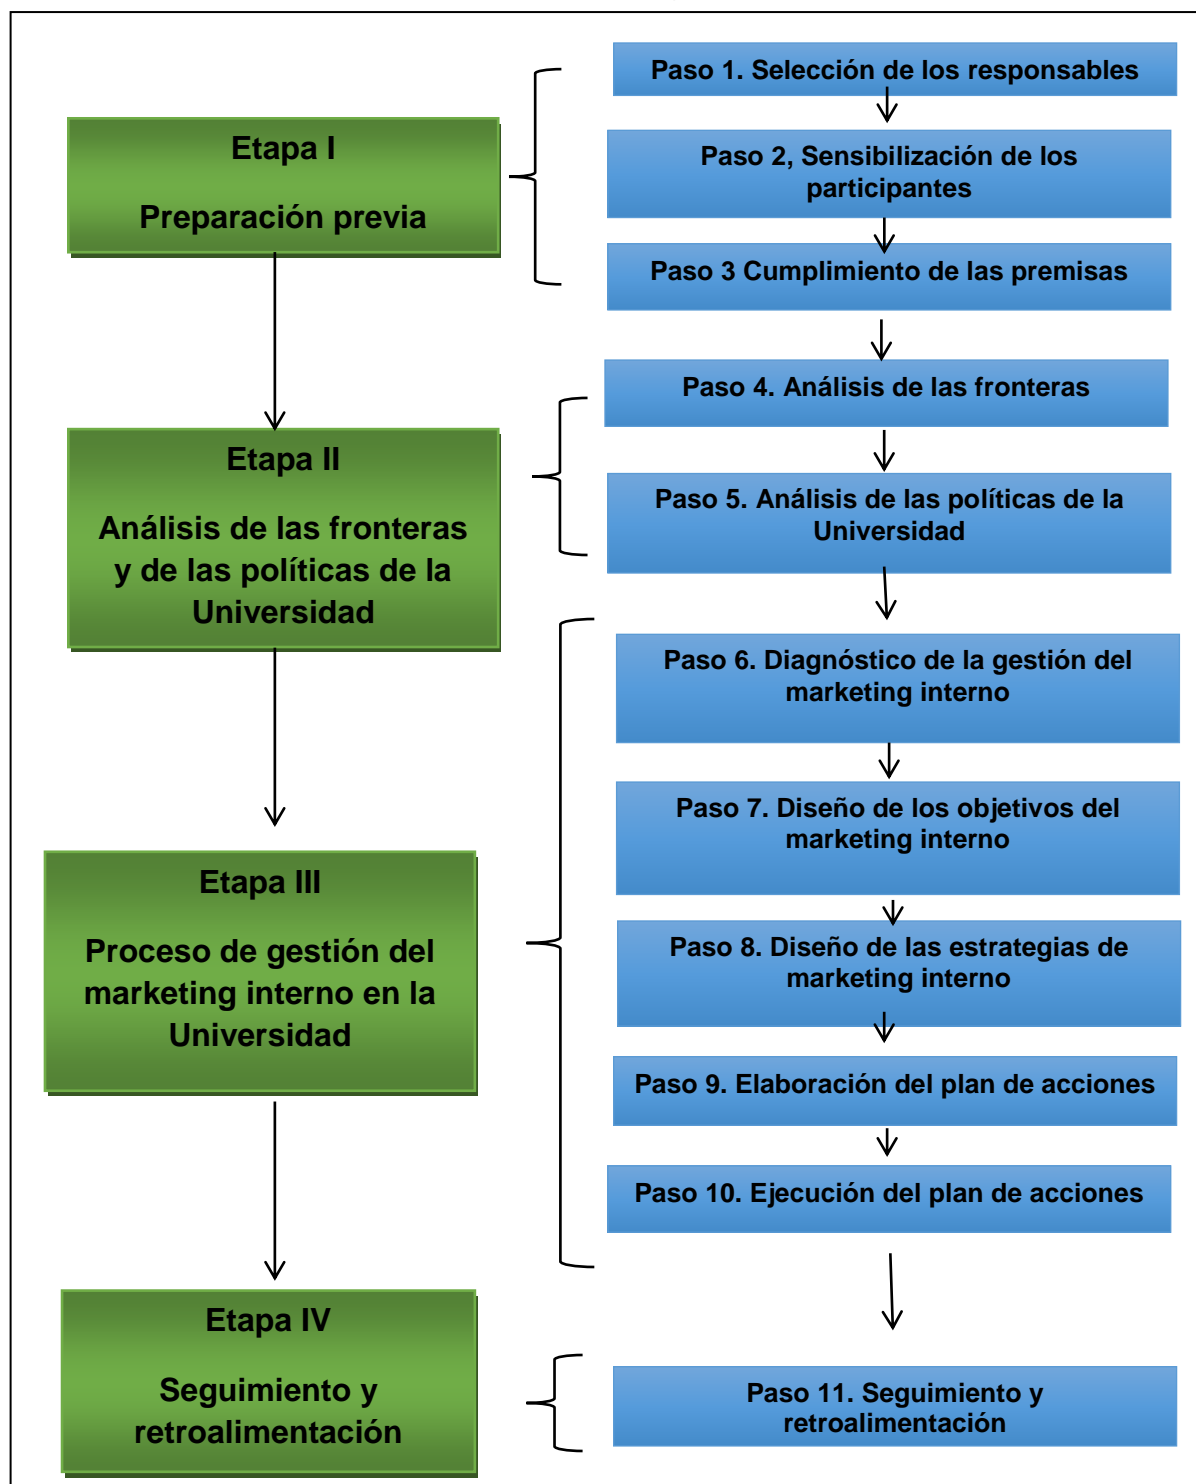 Etapa I
Preparación previa
Paso 1. Selección de los responsables
Paso 2, Sensibilización de los
participantes
Paso 3 Cumplimiento de las premisas
Etapa II
Análisis de las fronteras
y de las políticas de la
Universidad
Paso 4. Análisis de las fronteras
Paso 5. Análisis de las políticas de la
Universidad
Etapa III
Proceso de gestión del
marketing interno en la
Universidad
Paso 6. Diagnóstico de la gestión del
marketing interno
Paso 7. Diseño de los objetivos del
marketing interno
Paso 8. Diseño de las estrategias de
marketing interno
Paso 9. Elaboración del plan de acciones
Paso 10. Ejecución del plan de acciones
Etapa IV
Seguimiento y
retroalimentación
Paso 11. Seguimiento y
retroalimentación